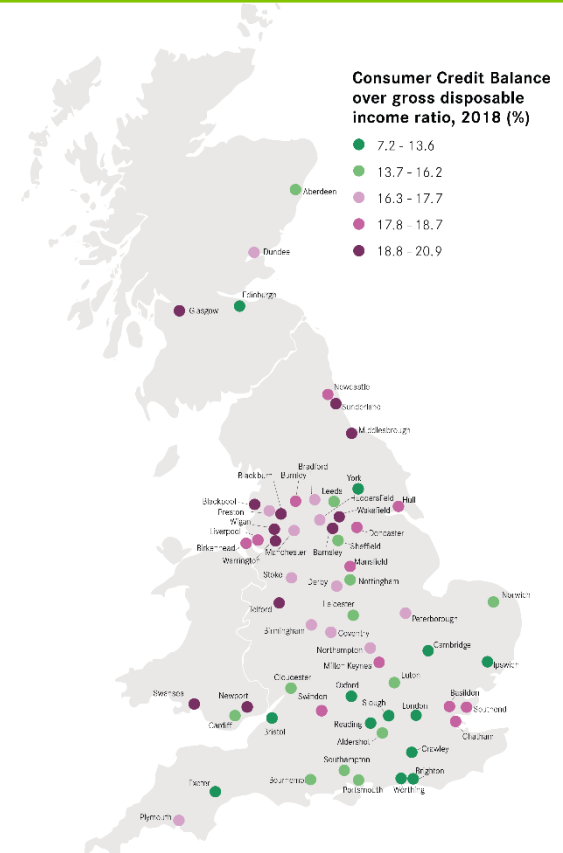 Consumer Credit Balance
over gross disposable
income ratio, 2018 (%)
7.2 - 13.6
13.7 - 16.2
16.3 - 17.7
17.8 - 18.7
18.8 - 20.9
Aberdeen
Dundee
Edinburgh
Glasgow
Newcastle
Sunderland
Middlesbrough
Bradford
Blackburn
Burnley
York
Leeds
Huddersfield
Hull
Blackpool
Preston
Wakefield
Wigan
Liverpool
Doncaster
Birkenhead
Manchester
Barnsley
Sheffield
Warrington
Mansfield
Stoke
Derby
Nottingham
Telford
Leicester
Norwich
Peterborough
Birmingham
Coventry
Northampton
Cambridge
Milton Keynes
Ipswich
Gloucester
Luton
Oxford
Swansea
Newport
Swindon
Slough
London
Basildon
Southend
Cardiff
Bristol
Reading
Aldershot
Chatham
Crawley
Southampton
Brighton
Exeter
Bournemo
Portsmouth
Worthing
Plymouth